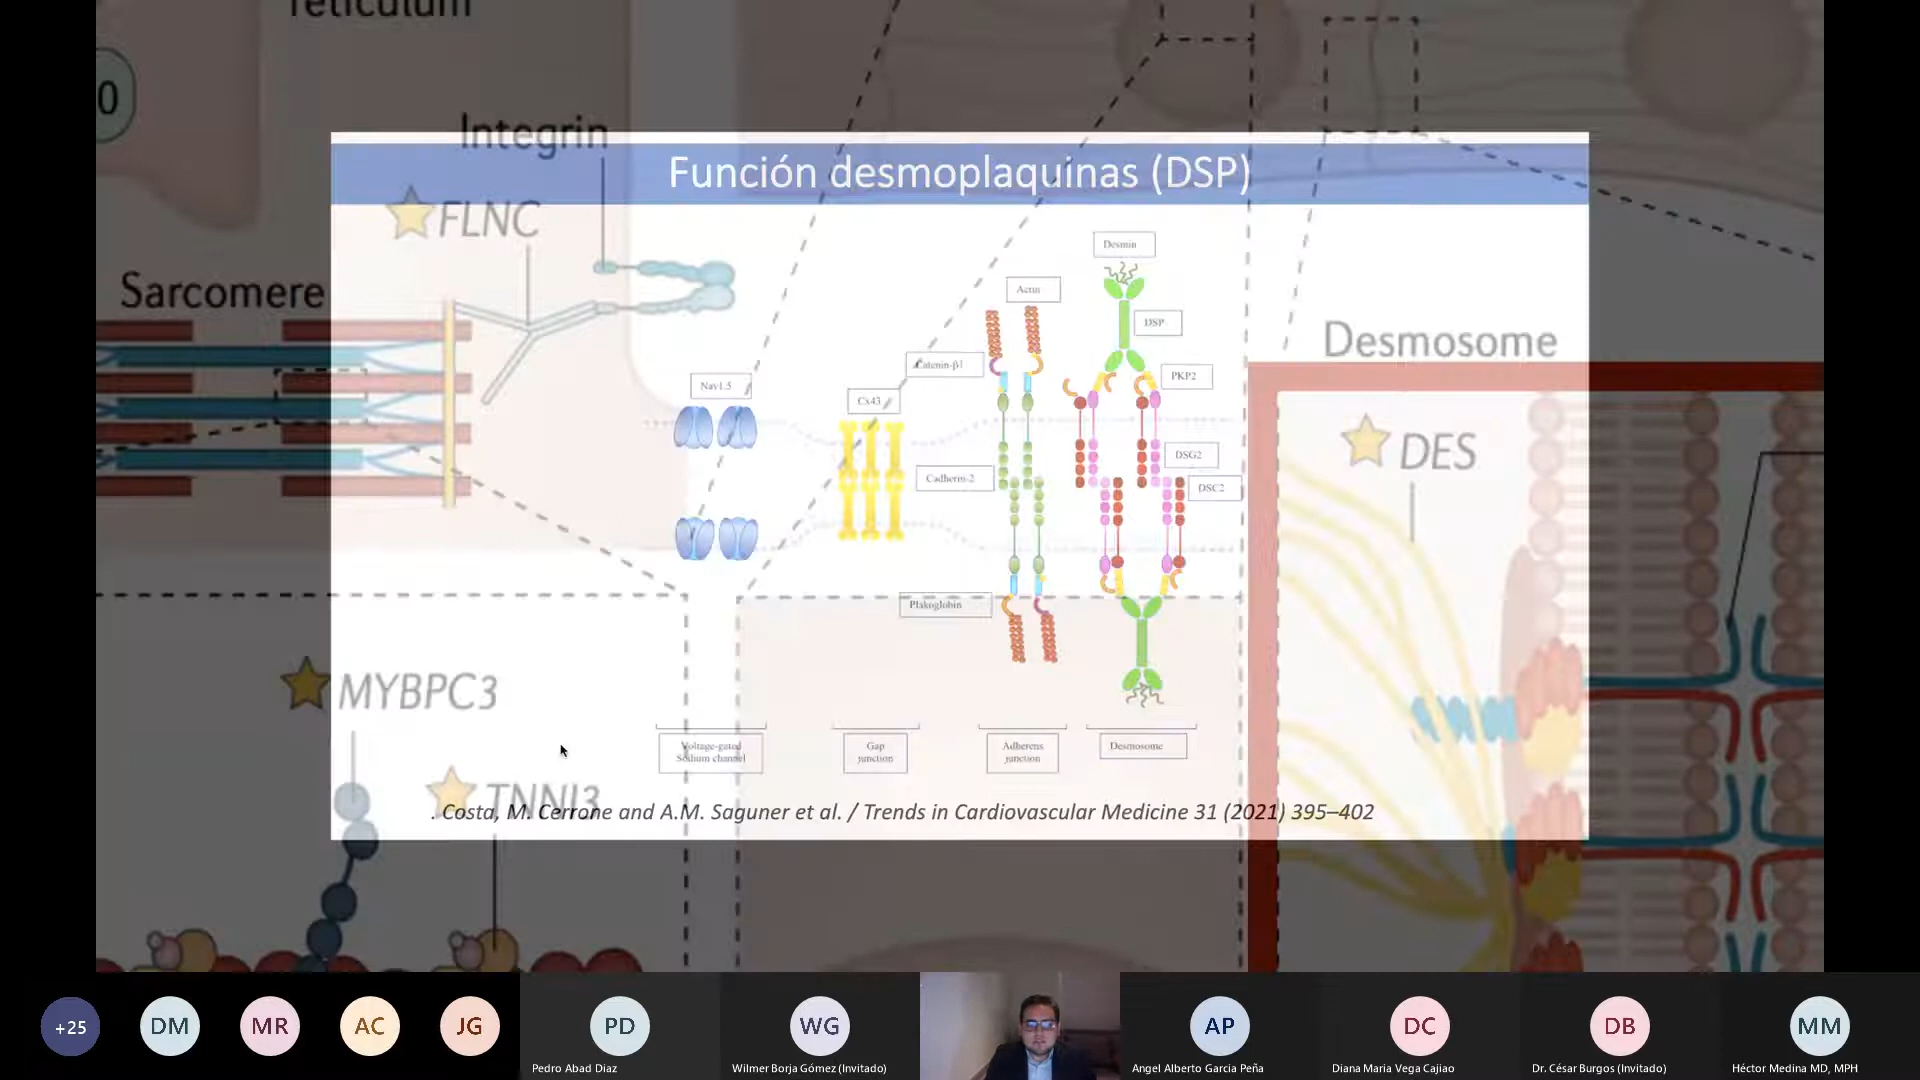 reticulum
0
Integrin
Función desmoplaquinas (DSP)
FLNC
Desmin
Sarcomere
Actin
DSP
Desmosome
Catenin-β1
PKP2
Nav1.5
Cx43
DES
DSG2
Cadherin-2
DSC2
Plakoglobin
MYBPC3
Voltage-gated
Sodium channel
Gap
junction
Adherens
junction
Desmosome
TNNI3
. Costa, M. Cerrone and A.M. Saguner et al. / Trends in Cardiovascular Medicine 31 (2021) 395–402
+25
DM
MR
AC
JG
PD
WG
AP
DC
DB
MM
Pedro Abad Diaz
Wilmer Borja Gómez (Invitado)
Angel Alberto Garcia Peña
Diana Maria Vega Cajiao
Dr. César Burgos (Invitado)
Héctor Medina MD, MPH